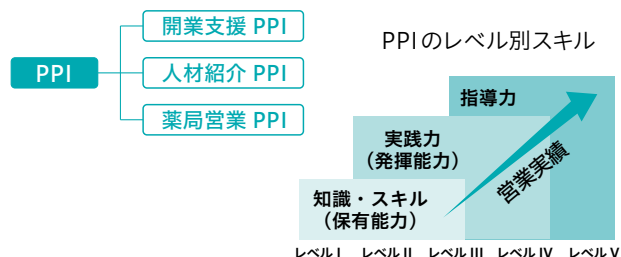 PPI
開業支援 PPI
人材紹介 PPI
薬局営業 PPI
PPIのレベル別スキル
指導力
実践力
（発揮能力）
知識・スキル
（保有能力）
営業実績
レベルⅠ レベルⅡ レベルⅢ レベルⅣ レベルⅤ